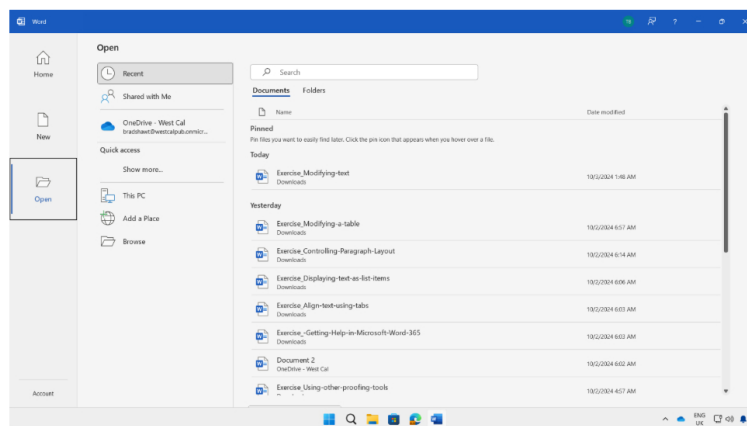 Word
TB
?
Open
Home
New
Open
Account
Recent
Shared with Me
OneDrive - West Cal
bradshawt@westcalpub.onmicr...
Quick access
Show more...
This PC
Add a Place
Browse
Search
Documents Folders
Name Date modified
Pinned
Pin files you want to easily find later. Click the pin icon that appears when you hover over a file.
Today
Exercise_Modifying-text
Downloads
10/3/2024 1:48 AM
Yesterday
Exercise_Modifying-a-table
Downloads
10/2/2024 6:57 AM
Exercise_Controlling-Paragraph-Layout
Downloads
10/2/2024 6:14 AM
Exercise_Displaying-text-as-list-items
Downloads
10/2/2024 6:06 AM
Exercise_Align-text-using-tabs
Downloads
10/2/2024 6:03 AM
Exercise_-Getting-Help-in-Microsoft-Word-365
Downloads
10/2/2024 6:03 AM
Document 2
OneDrive - West Cal
10/2/2024 6:02 AM
Exercise_Using-other-proofing-tools
10/2/2024 4:57 AM
ENG
UK